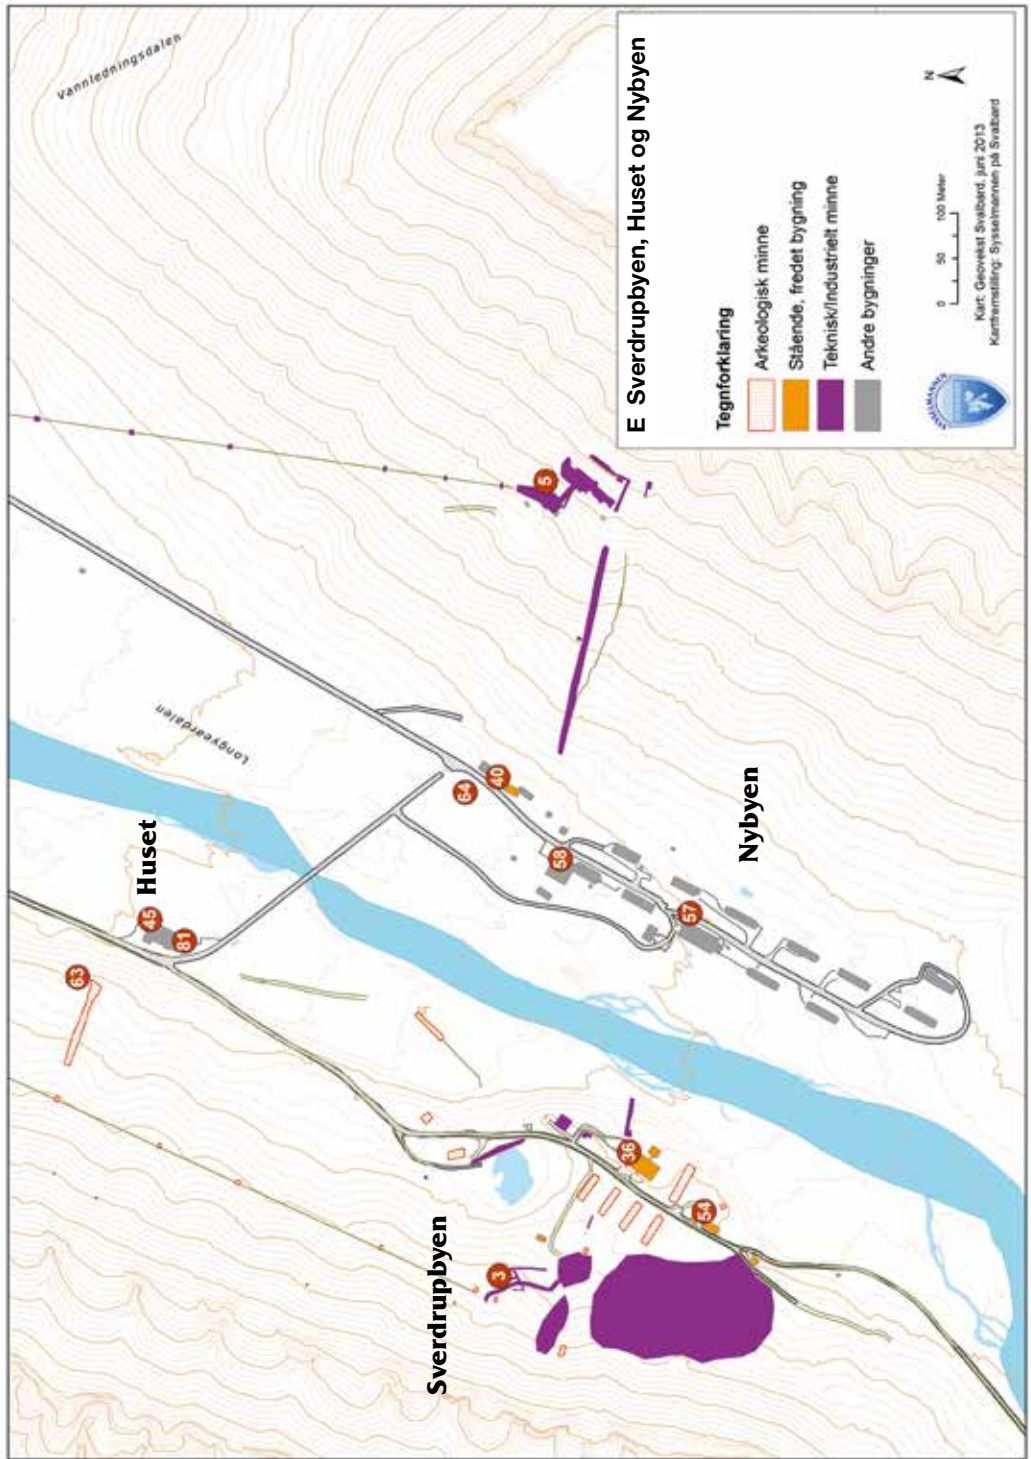 Vannledningsdalen
E Sverdrupbyen, Huset og Nybyen
Tegnforklaring
Arkeologisk minne
Stående, fredet bygning
Teknisk/Industrielt minne
Andre bygninger
N
0 50 100 Meter
Kart: Geovekst Svalbard, juni 2013
Kartfremstilling: Sysselmannen på Svalbard
SYSSELMANNEN
Longyeardalen
Huset
45
81
63
5
64
40
58
57
Nybyen
Sverdrupbyen
3
36
54